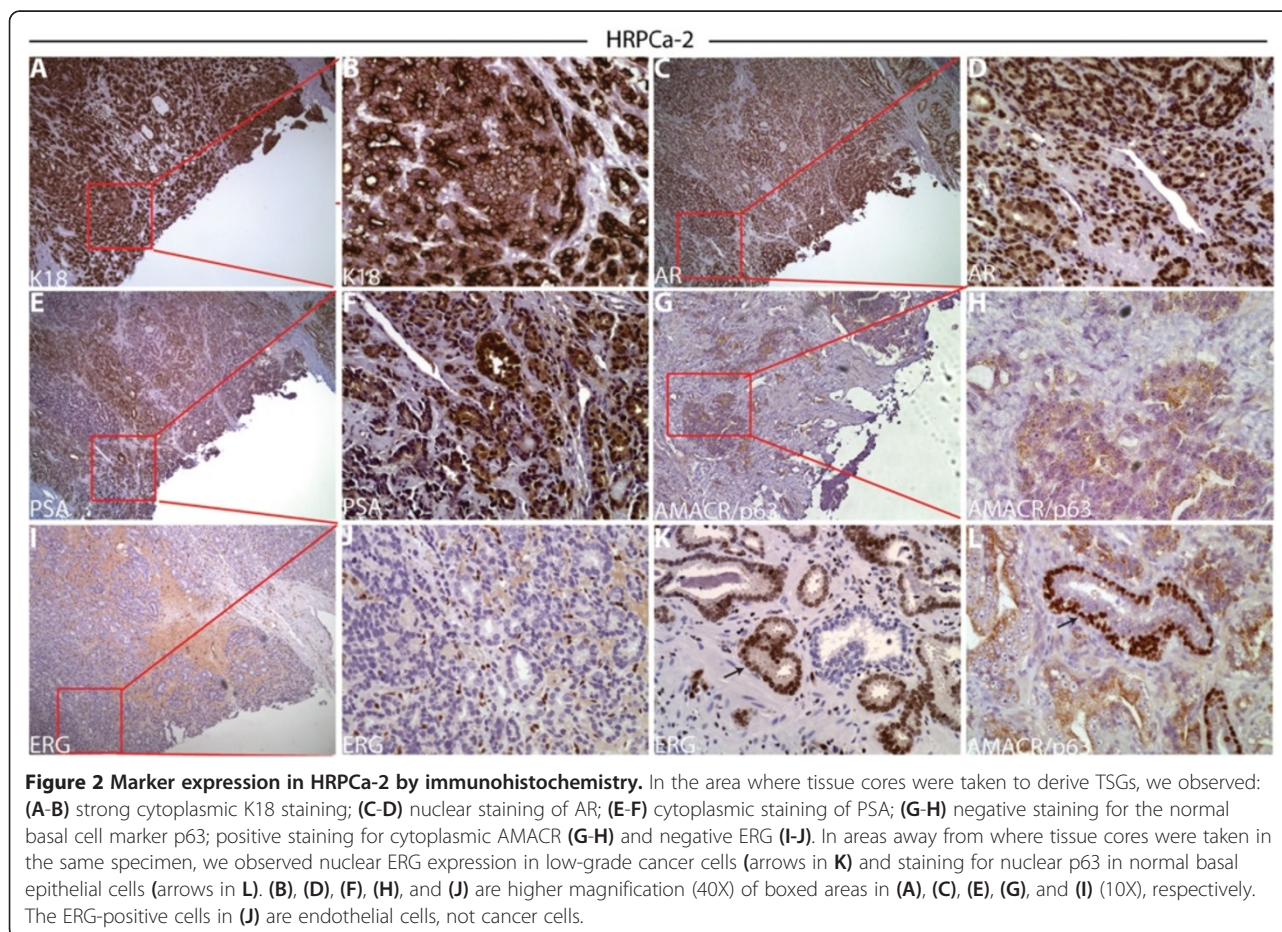 HRPCa-2
A B C D
K18 K18 AR AR
E F G H
PSA PSA AMACR/p63 AMACR/p63
I J K L
ERG ERG ERG AMACR/p63
Figure 2 Marker expression in HRPCa-2 by immunohistochemistry. In the area where tissue cores were taken to derive TSGs, we observed:
(A-B) strong cytoplasmic K18 staining; (C-D) nuclear staining of AR; (E-F) cytoplasmic staining of PSA; (G-H) negative staining for the normal
basal cell marker p63; positive staining for cytoplasmic AMACR (G-H) and negative ERG (I-J). In areas away from where tissue cores were taken in
the same specimen, we observed nuclear ERG expression in low-grade cancer cells (arrows in K) and staining for nuclear p63 in normal basal
epithelial cells (arrows in L). (B), (D), (F), (H), and (J) are higher magnification (40X) of boxed areas in (A), (C), (E), (G), and (I) (10X), respectively.
The ERG-positive cells in (J) are endothelial cells, not cancer cells.